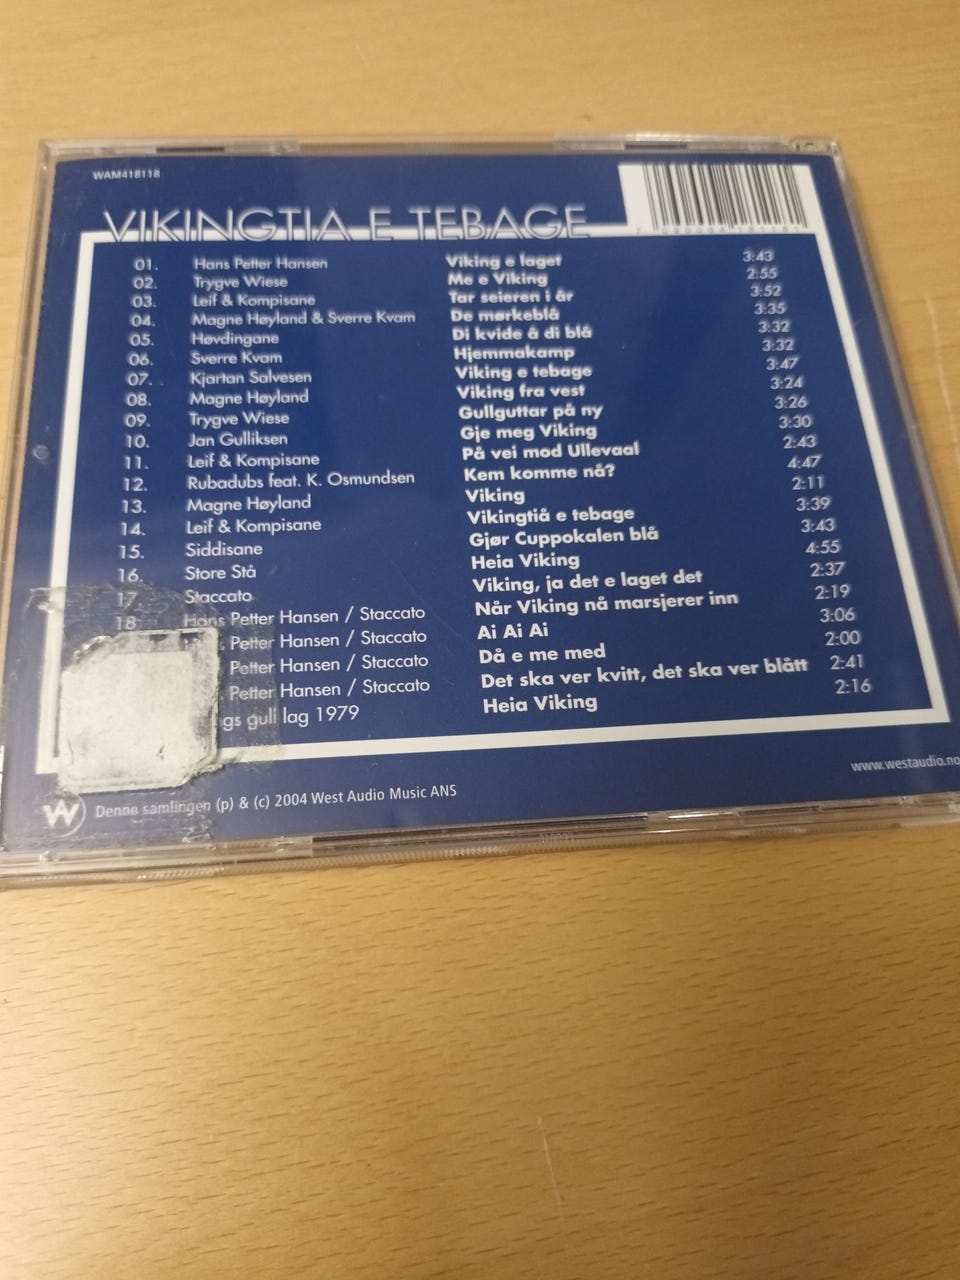 WAM418118
VIKINGTIÅ E TEBAGE
01. Hans Petter Hansen Viking e laget 3:43
02. Trygve Wiese Me e Viking 2:55
03. Leif & Kompisane Tar seieren i år 3:52
04. Magne Høyland & Sverre Kvam De mørkeblå 3:35
05. Høvdingane Di kvide å di blå 3:32
06. Sverre Kvam Hjemmakamp 3:32
07. Kjartan Salvesen Viking e tebage 3:47
08. Magne Høyland Viking fra vest 3:24
09. Trygve Wiese Gullguttar på ny 3:26
10. Jan Gulliksen Gje meg Viking 3:30
11. Leif & Kompisane På vei mod Ullevaal 2:43
12. Rubadubs feat. K. Osmundsen Kem komme nå? 4:47
13. Magne Høyland Viking 2:11
14. Leif & Kompisane Vikingtiå e tebage 3:39
15. Siddisane Gjør Cuppokalen blå 3:43
16. Store Stå Heia Viking 4:55
17. Staccato Viking, ja det e laget det 2:37
18 Hans Petter Hansen / Staccato Når Viking nå marsjerer inn 2:19
Petter Hansen / Staccato Ai Ai Ai 3:06
Petter Hansen / Staccato Då e me med 2:00
Petter Hansen / Staccato Det ska ver kvitt, det ska ver blått 2:41
gull lag 1979 Heia Viking 2:16
www.westaudio.no
W Denne samlingen (p) & (c) 2004 West Audio Music ANS